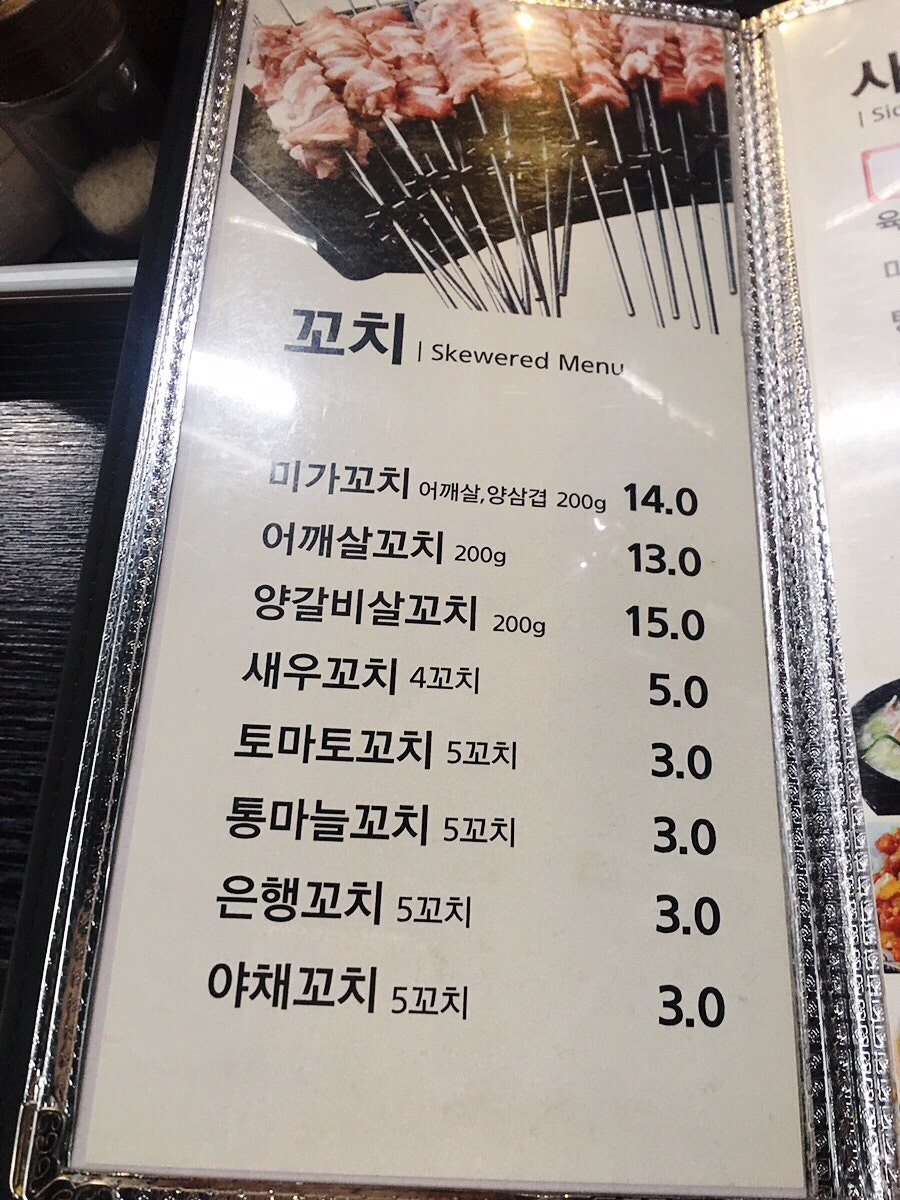 꼬치 | Skewered Menu
미가꼬치 어깨살,양삼겹 200g 14.0
어깨살꼬치 200g 13.0
양갈비살꼬치 200g 15.0
새우꼬치 4꼬치 5.0
토마토꼬치 5꼬치 3.0
통마늘꼬치 5꼬치 3.0
은행꼬치 5꼬치 3.0
야채꼬치 5꼬치 3.0